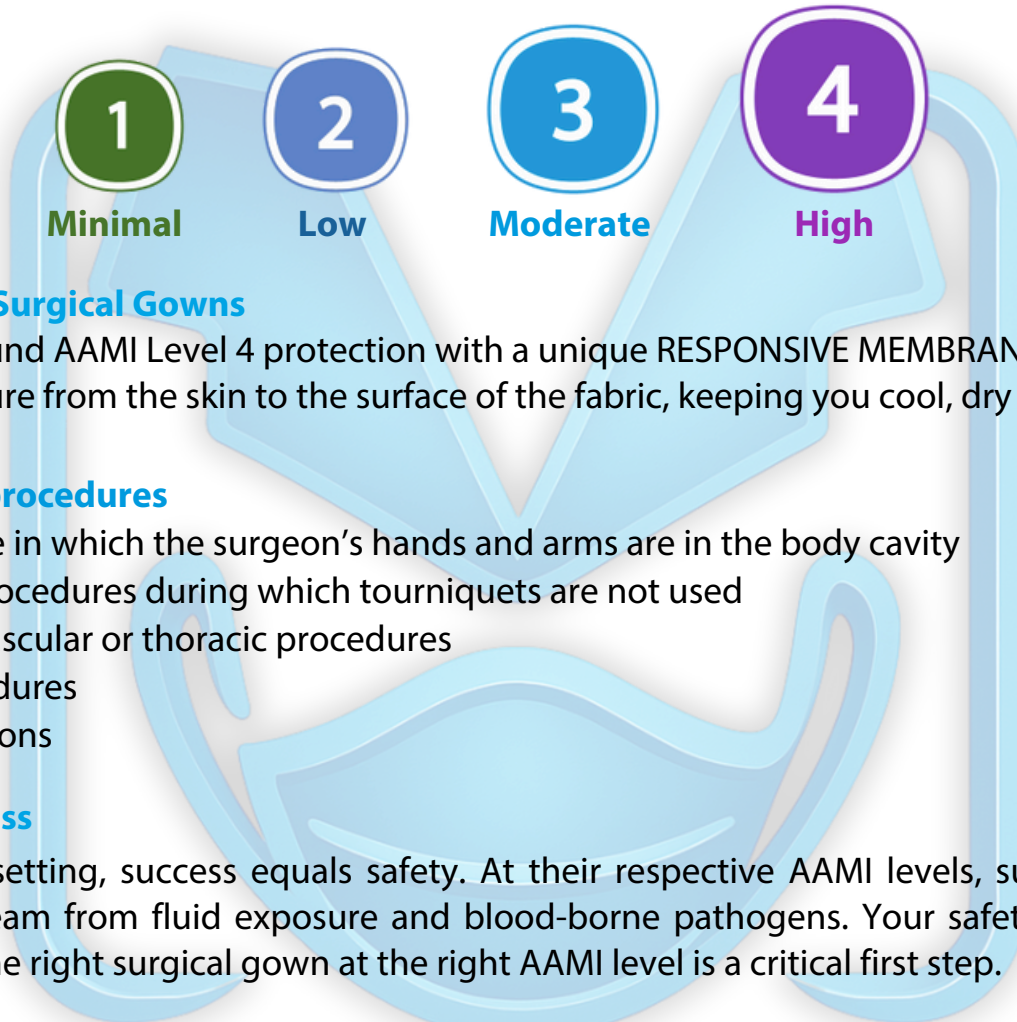 1 2 3 4
Minimal Low Moderate High
Surgical Gowns
und AAMI Level 4 protection with a unique RESPONSIVE MEMBRAN
ure from the skin to the surface of the fabric, keeping you cool, dry
procedures
e in which the surgeon’s hands and arms are in the body cavity
ocedures during which tourniquets are not used
scular or thoracic procedures
dures
ons
ss
setting, success equals safety. At their respective AAMI levels, su
eam from fluid exposure and blood-borne pathogens. Your safet
he right surgical gown at the right AAMI level is a critical first step.